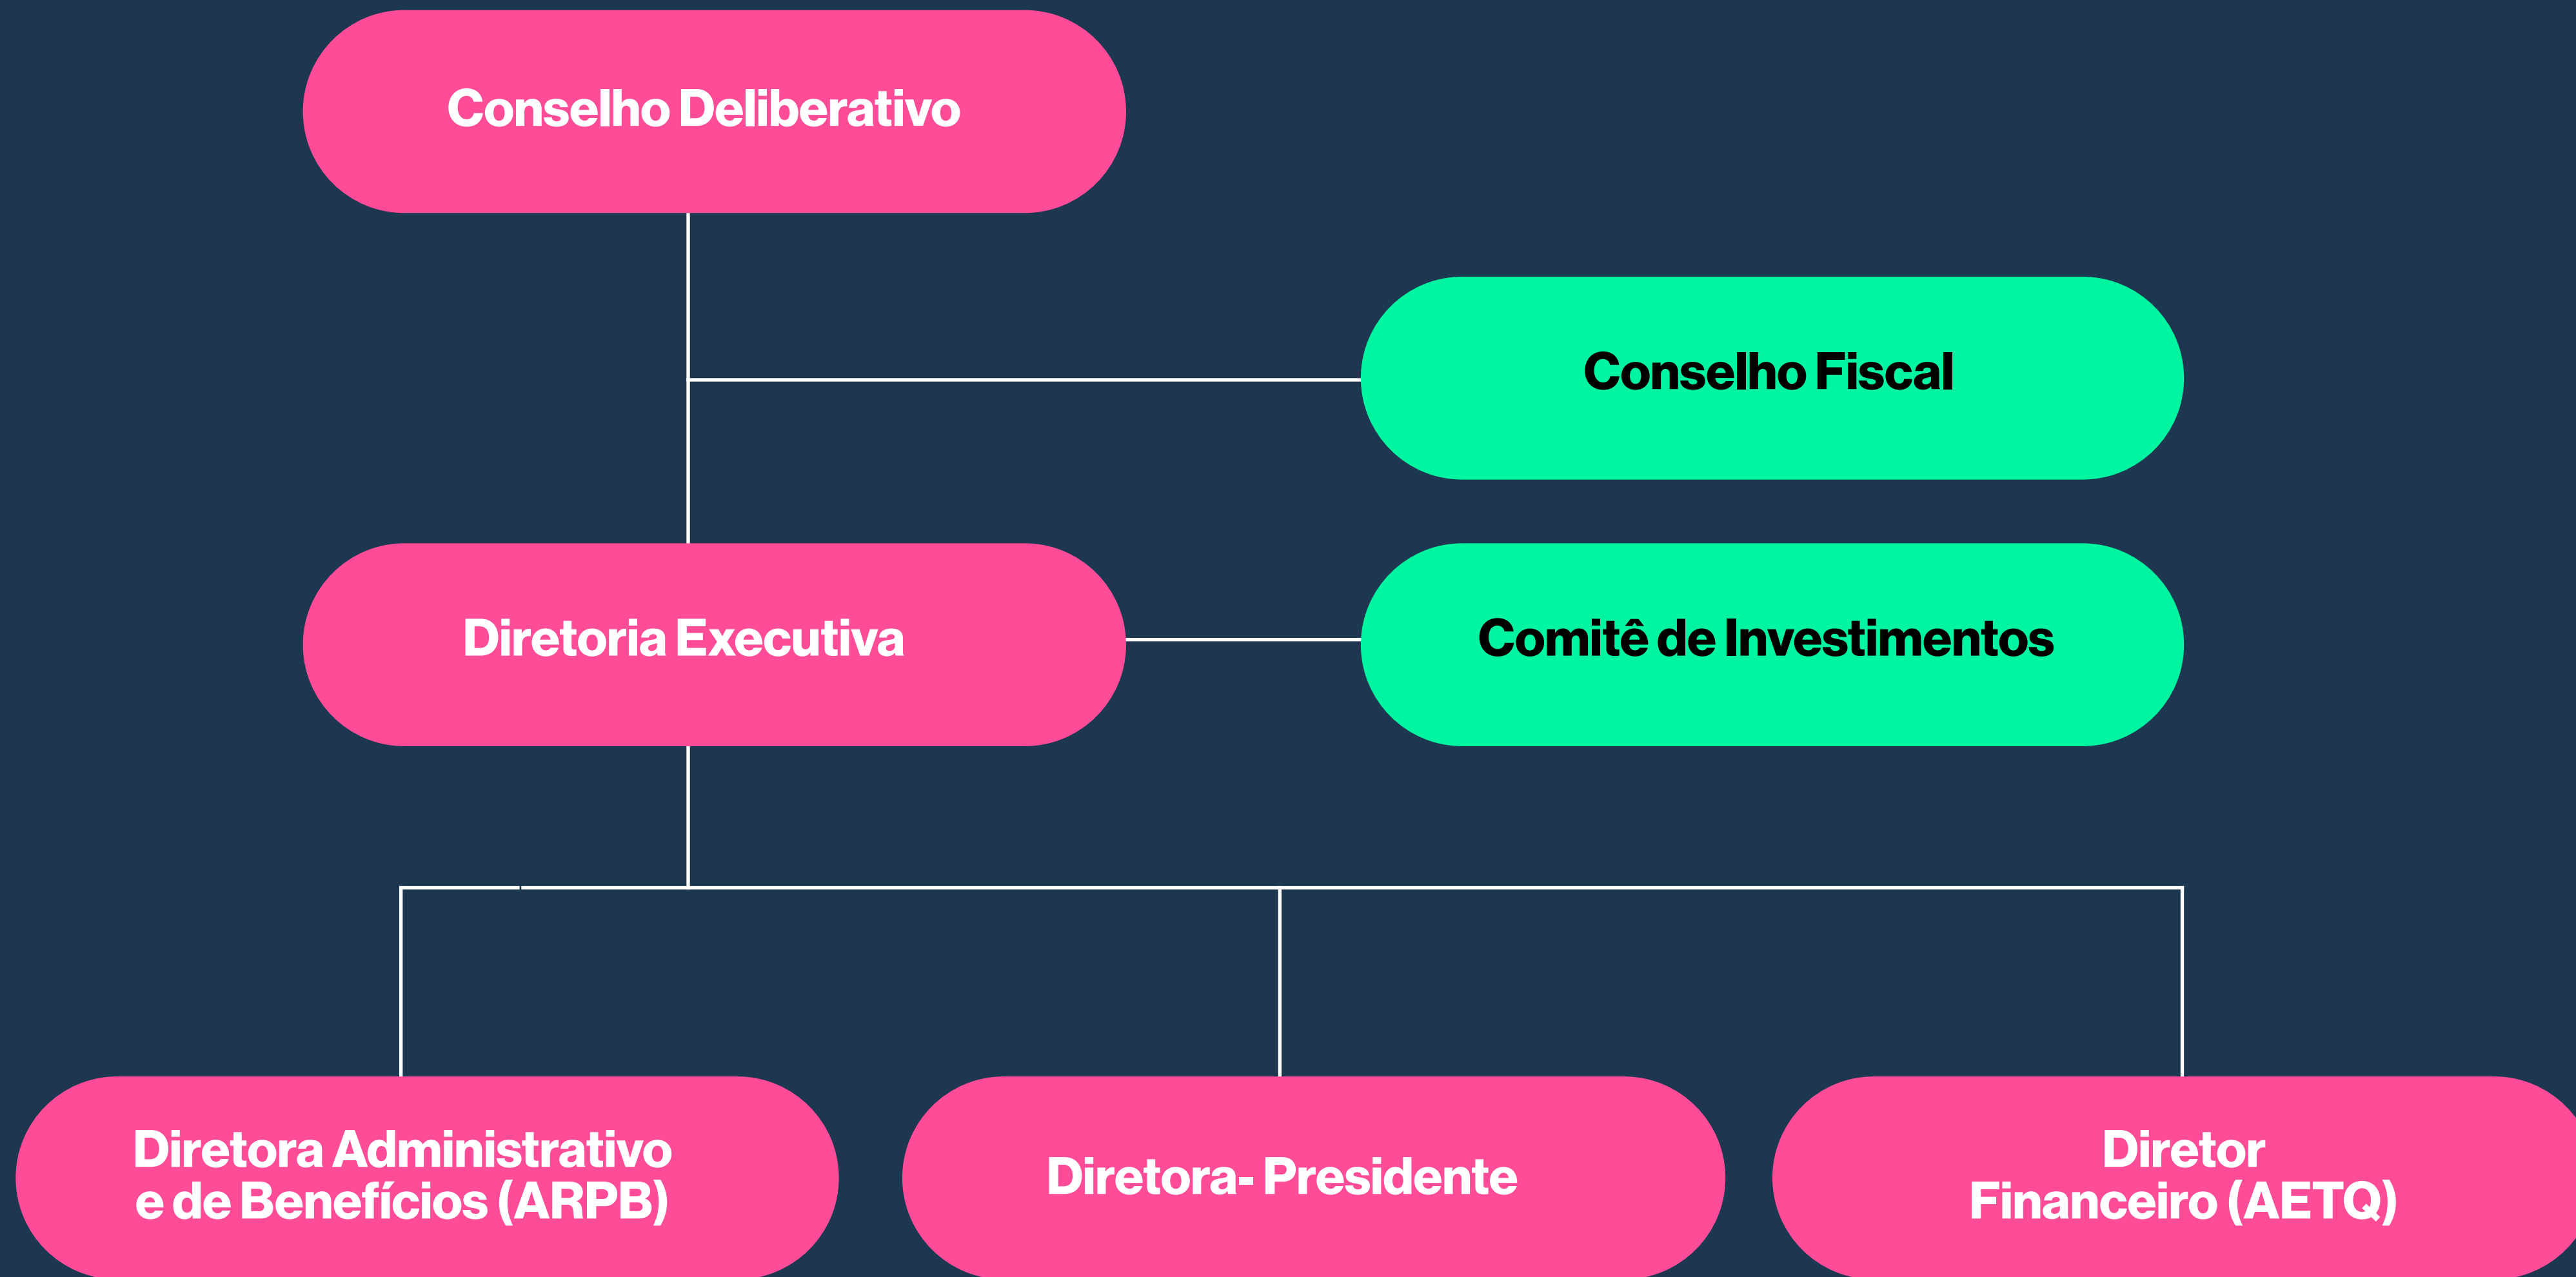 Conselho Deliberativo
Conselho Fiscal
Diretoria Executiva
Comitê de Investimentos
Diretora Administrativo
e de Benefícios (ARPB)
Diretora- Presidente
Diretor
Financeiro (AETQ)